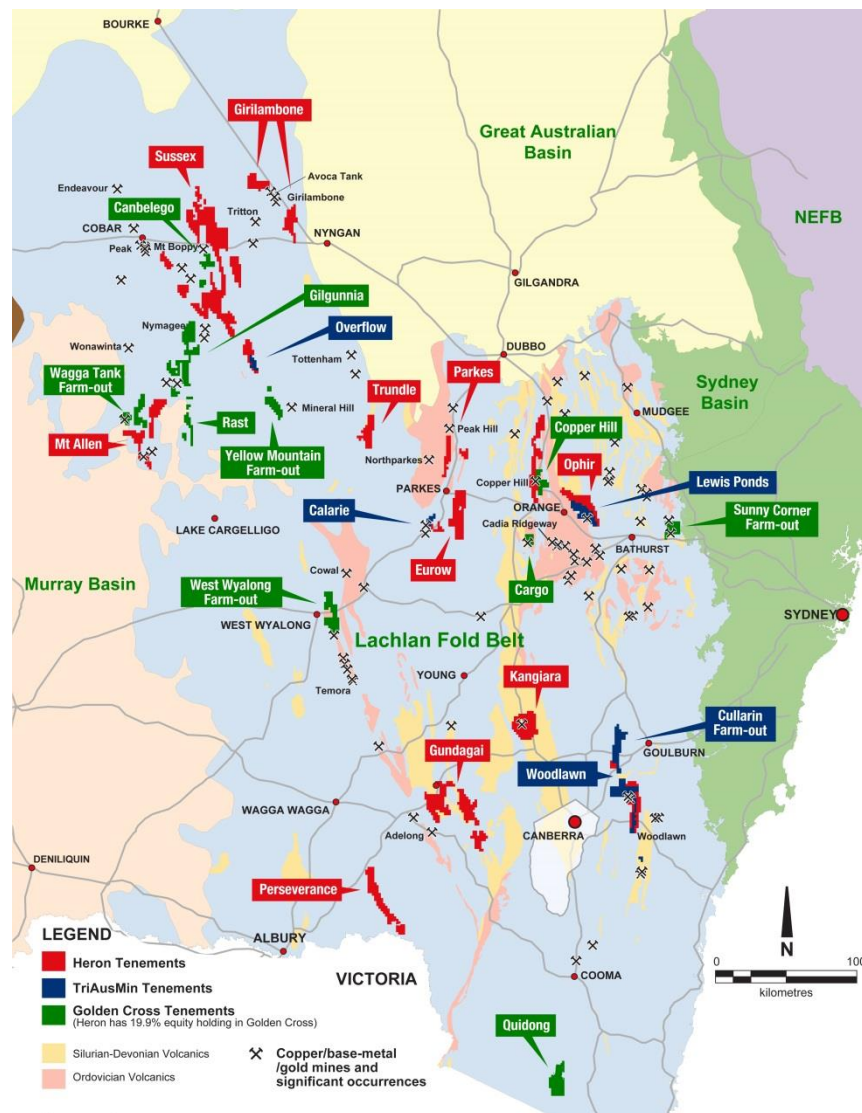 BOURKE
Great Australian
Basin
NEFB
Girilambone
Sussex
Avoca Tank
Endeavour
Girilambone
Canbelego
Tritton
COBAR
Peak
Mt Boppy
NYNGAN
GILGANDRA
Gilgunnia
Nymagee
Overflow
Wonawinta
Tottenham
DUBBO
Wagga Tank
Farm-out
Trundle
Parkes
Sydney
Basin
MUDGEE
Rast
Mineral Hill
Peak Hill
Copper Hill
Mt Allen
Yellow Mountain
Farm-out
Northparkes
Ophir
Copper Hill
Lewis Ponds
PARKES
Calarie
ORANGE
Sunny Corner
Farm-out
LAKE CARGELLIGO
Cadia Ridgeway
BATHURST
Eurow
Cowal
Cargo
Murray Basin
West Wyalong
Farm-out
WEST WYALONG
SYDNEY
Lachlan Fold Belt
Temora
YOUNG
Kangiara
Cullarin
Farm-out
GOULBURN
Gundagai
Woodlawn
WAGGA WAGGA
CANBERRA
Woodlawn
Adelong
DENILIQUIN
Perseverance
N
LEGEND
ALBURY
Heron Tenements
VICTORIA
COOMA
0 100
kilometres
TriAusMin Tenements
Golden Cross Tenements
(Heron has 19.9% equity holding in Golden Cross)
Quidong
Silurian-Devonian Volcanics
Ordovician Volcanics
Copper/base-metal
/gold mines and
significant occurrences